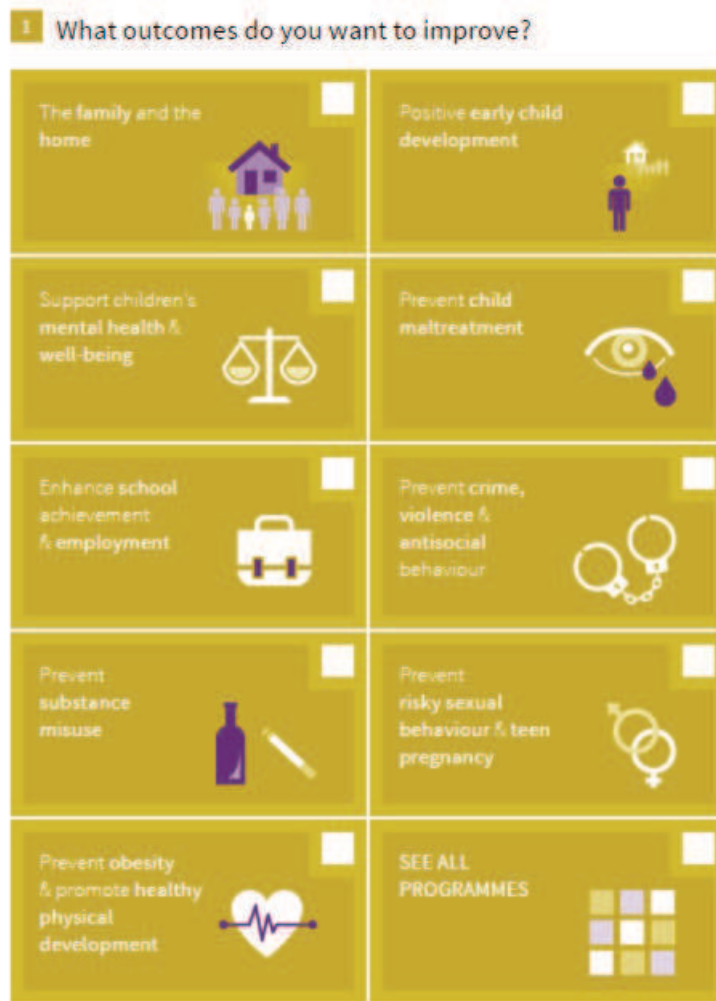 1 What outcomes do you want to improve?
The family and the
home
Positive early child
development
Support children's
mental health &
well-being
Prevent child
maltreatment
Enhance school
achievement
& employment
Prevent crime,
violence &
antisocial
behaviour
Prevent
substance
misuse
Prevent
risky sexual
behaviour & teen
pregnancy
Prevent obesity
& promote healthy
physical
development
SEE ALL
PROGRAMMES